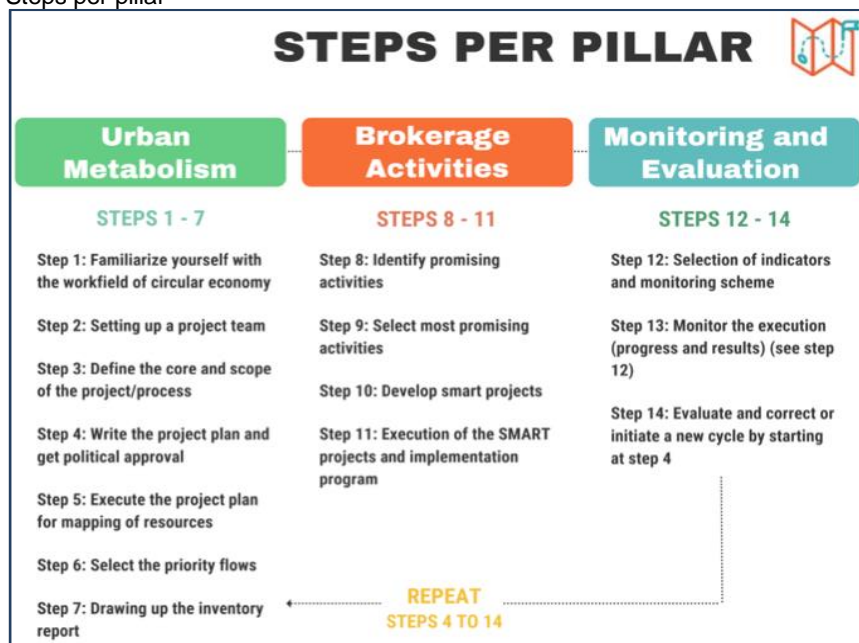 Steps per pillar
STEPS PER PILLAR
Urban
Metabolism
STEPS 1 - 7
Step 1: Familiarize yourself with
the workfield of circular economy
Step 2: Setting up a project team
Step 3: Define the core and scope
of the project/process
Step 4: Write the project plan and
get political approval
Step 5: Execute the project plan
for mapping of resources
Step 6: Select the priority flows
Step 7: Drawing up the inventory
report
Brokerage
Activities
STEPS 8 - 11
Step 8: Identify promising
activities
Step 9: Select most promising
activities
Step 10: Develop smart projects
Step 11: Execution of the SMART
projects and implementation
program
Monitoring and
Evaluation
STEPS 12 - 14
Step 12: Selection of indicators
and monitoring scheme
Step 13: Monitor the execution
(progress and results) (see step
12)
Step 14: Evaluate and correct or
initiate a new cycle by starting
at step 4
REPEAT
STEPS 4 TO 14